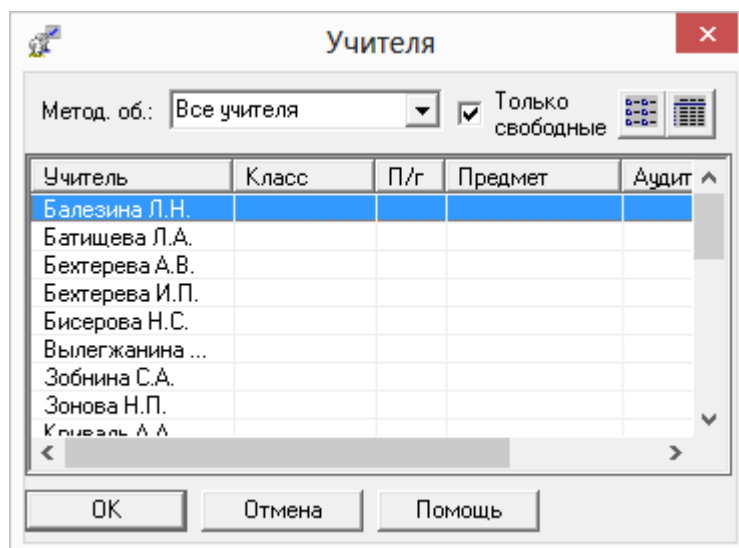 Учителя
Метод. об.: Все учителя Только
свободные
Учитель Класс П/г Предмет Аудит
Балезина Л.Н.
Батищева Л.А.
Бехтерева А.В.
Бехтерева И.П.
Бисерова Н.С.
Вылегжанина ...
Зобнина С.А.
Зонова Н.П.
OK Отмена Помощь